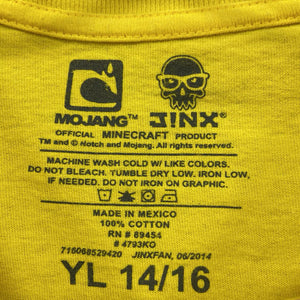 MOJANG™ J!NX®
OFFICIAL MINECRAFT PRODUCT
TM and © Notch and Mojang. All rights reserved.
MACHINE WASH COLD W/ LIKE COLORS.
DO NOT BLEACH. TUMBLE DRY LOW. IRON LOW,
IF NEEDED. DO NOT IRON ON GRAPHIC.
MADE IN MEXICO
100% COTTON
RN # 89454
# 4793KO
716068529420 JINXFAN, 06/2014
YL 14/16